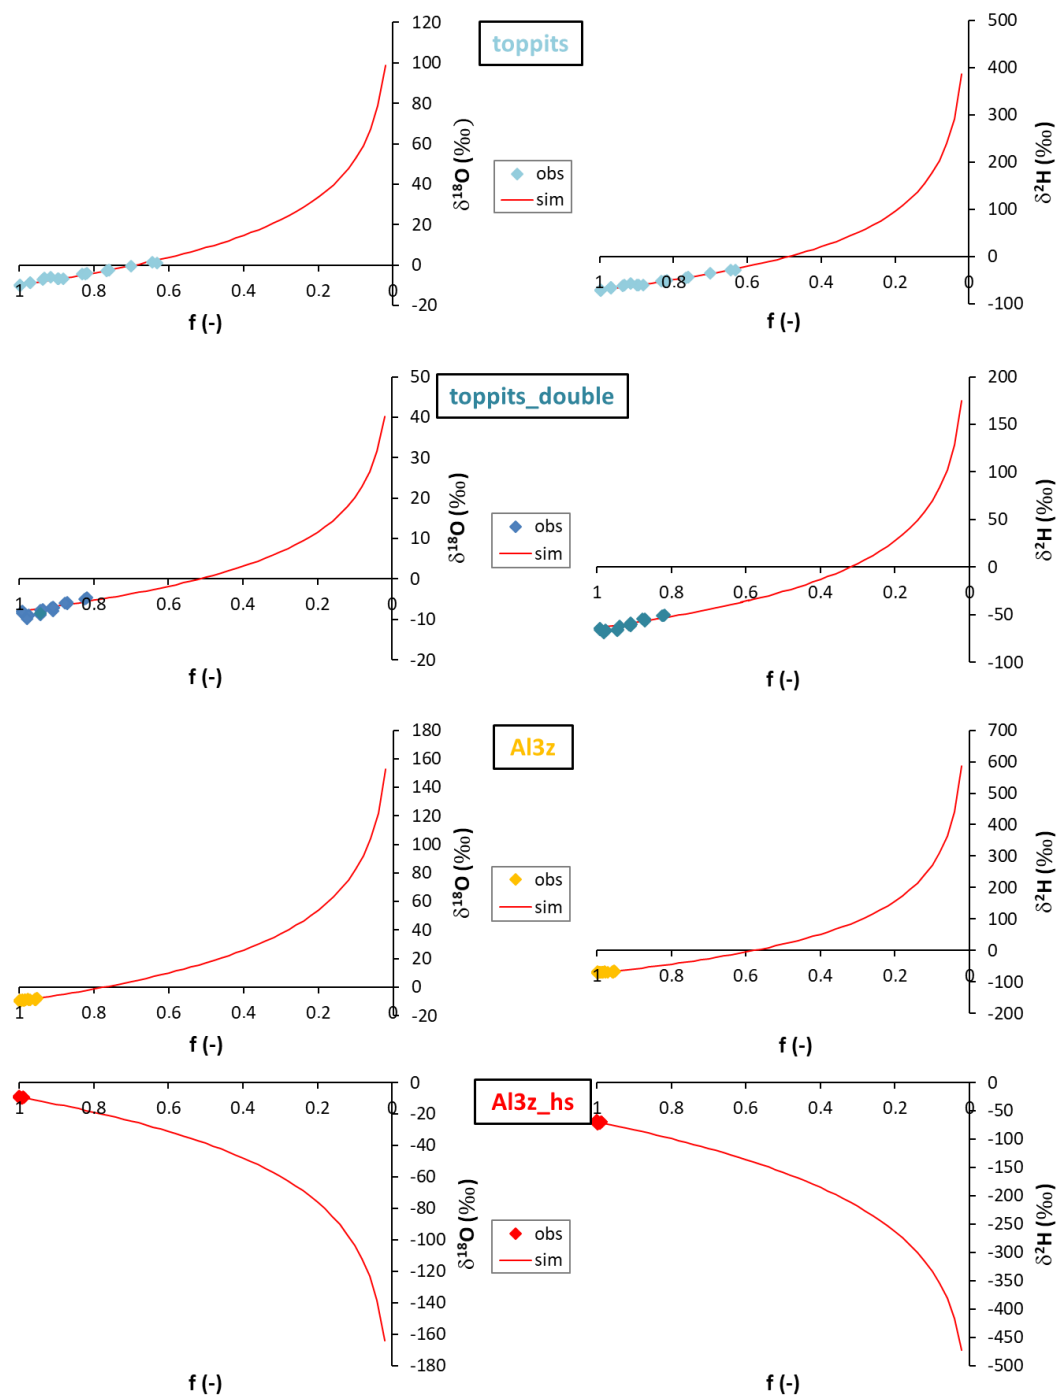 toppits
120
100
80
60
40
20
0
-20
δ¹⁸O (‰)
1 0.8 0.6 0.4 0.2 0
f (-)
obs
sim
500
400
300
200
100
0
-100
δ²H (‰)
1 0.8 0.6 0.4 0.2 0
f (-)
toppits_double
50
40
30
20
10
0
-10
-20
δ¹⁸O (‰)
1 0.8 0.6 0.4 0.2 0
f (-)
obs
sim
200
150
100
50
0
-50
-100
δ²H (‰)
1 0.8 0.6 0.4 0.2 0
f (-)
Al3z
180
160
140
120
100
80
60
40
20
0
-20
δ¹⁸O (‰)
1 0.8 0.6 0.4 0.2 0
f (-)
obs
sim
700
600
500
400
300
200
100
0
-100
-200
δ²H (‰)
1 0.8 0.6 0.4 0.2 0
f (-)
Al3z_hs
0
-20
-40
-60
-80
-100
-120
-140
-160
-180
δ¹⁸O (‰)
1 0.8 0.6 0.4 0.2 0
f (-)
obs
sim
0
-50
-100
-150
-200
-250
-300
-350
-400
-450
-500
δ²H (‰)
1 0.8 0.6 0.4 0.2 0
f (-)